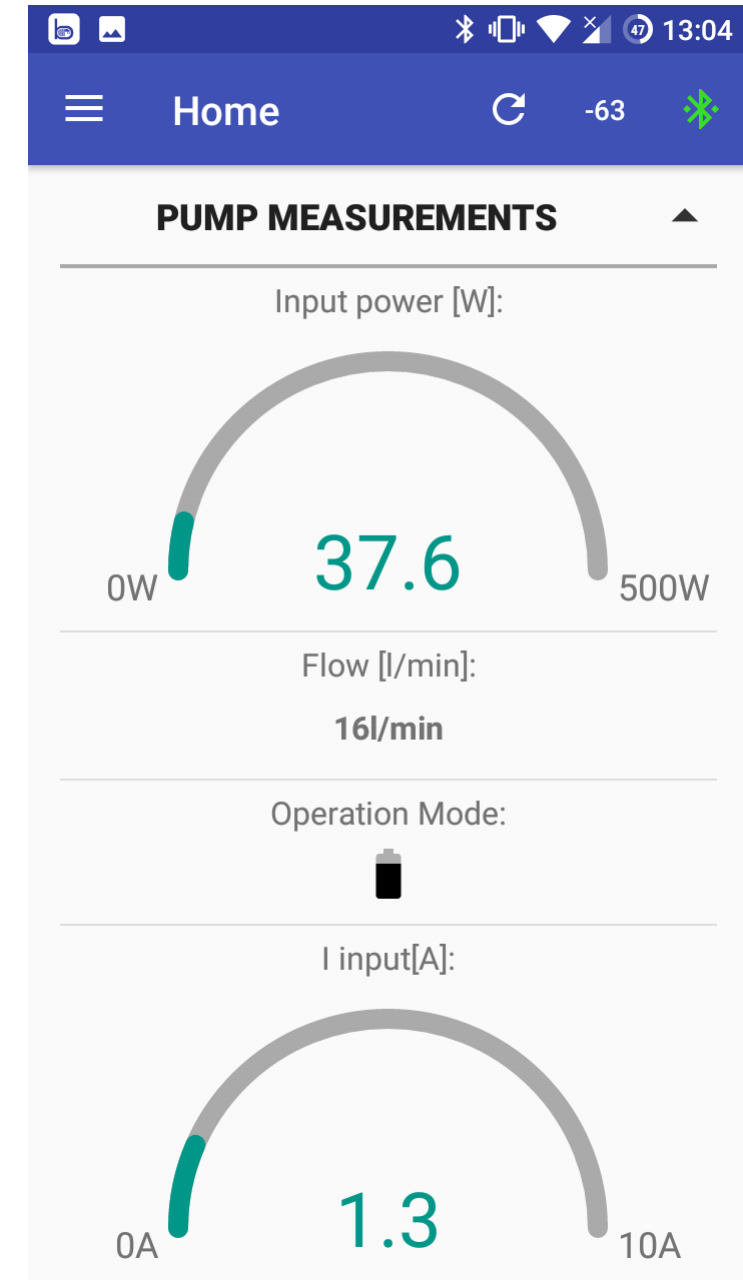 47 13:04
Home -63
PUMP MEASUREMENTS
Input power [W]:
37.6
0W 500W
Flow [l/min]:
16l/min
Operation Mode:
I input[A]:
1.3
0A 10A